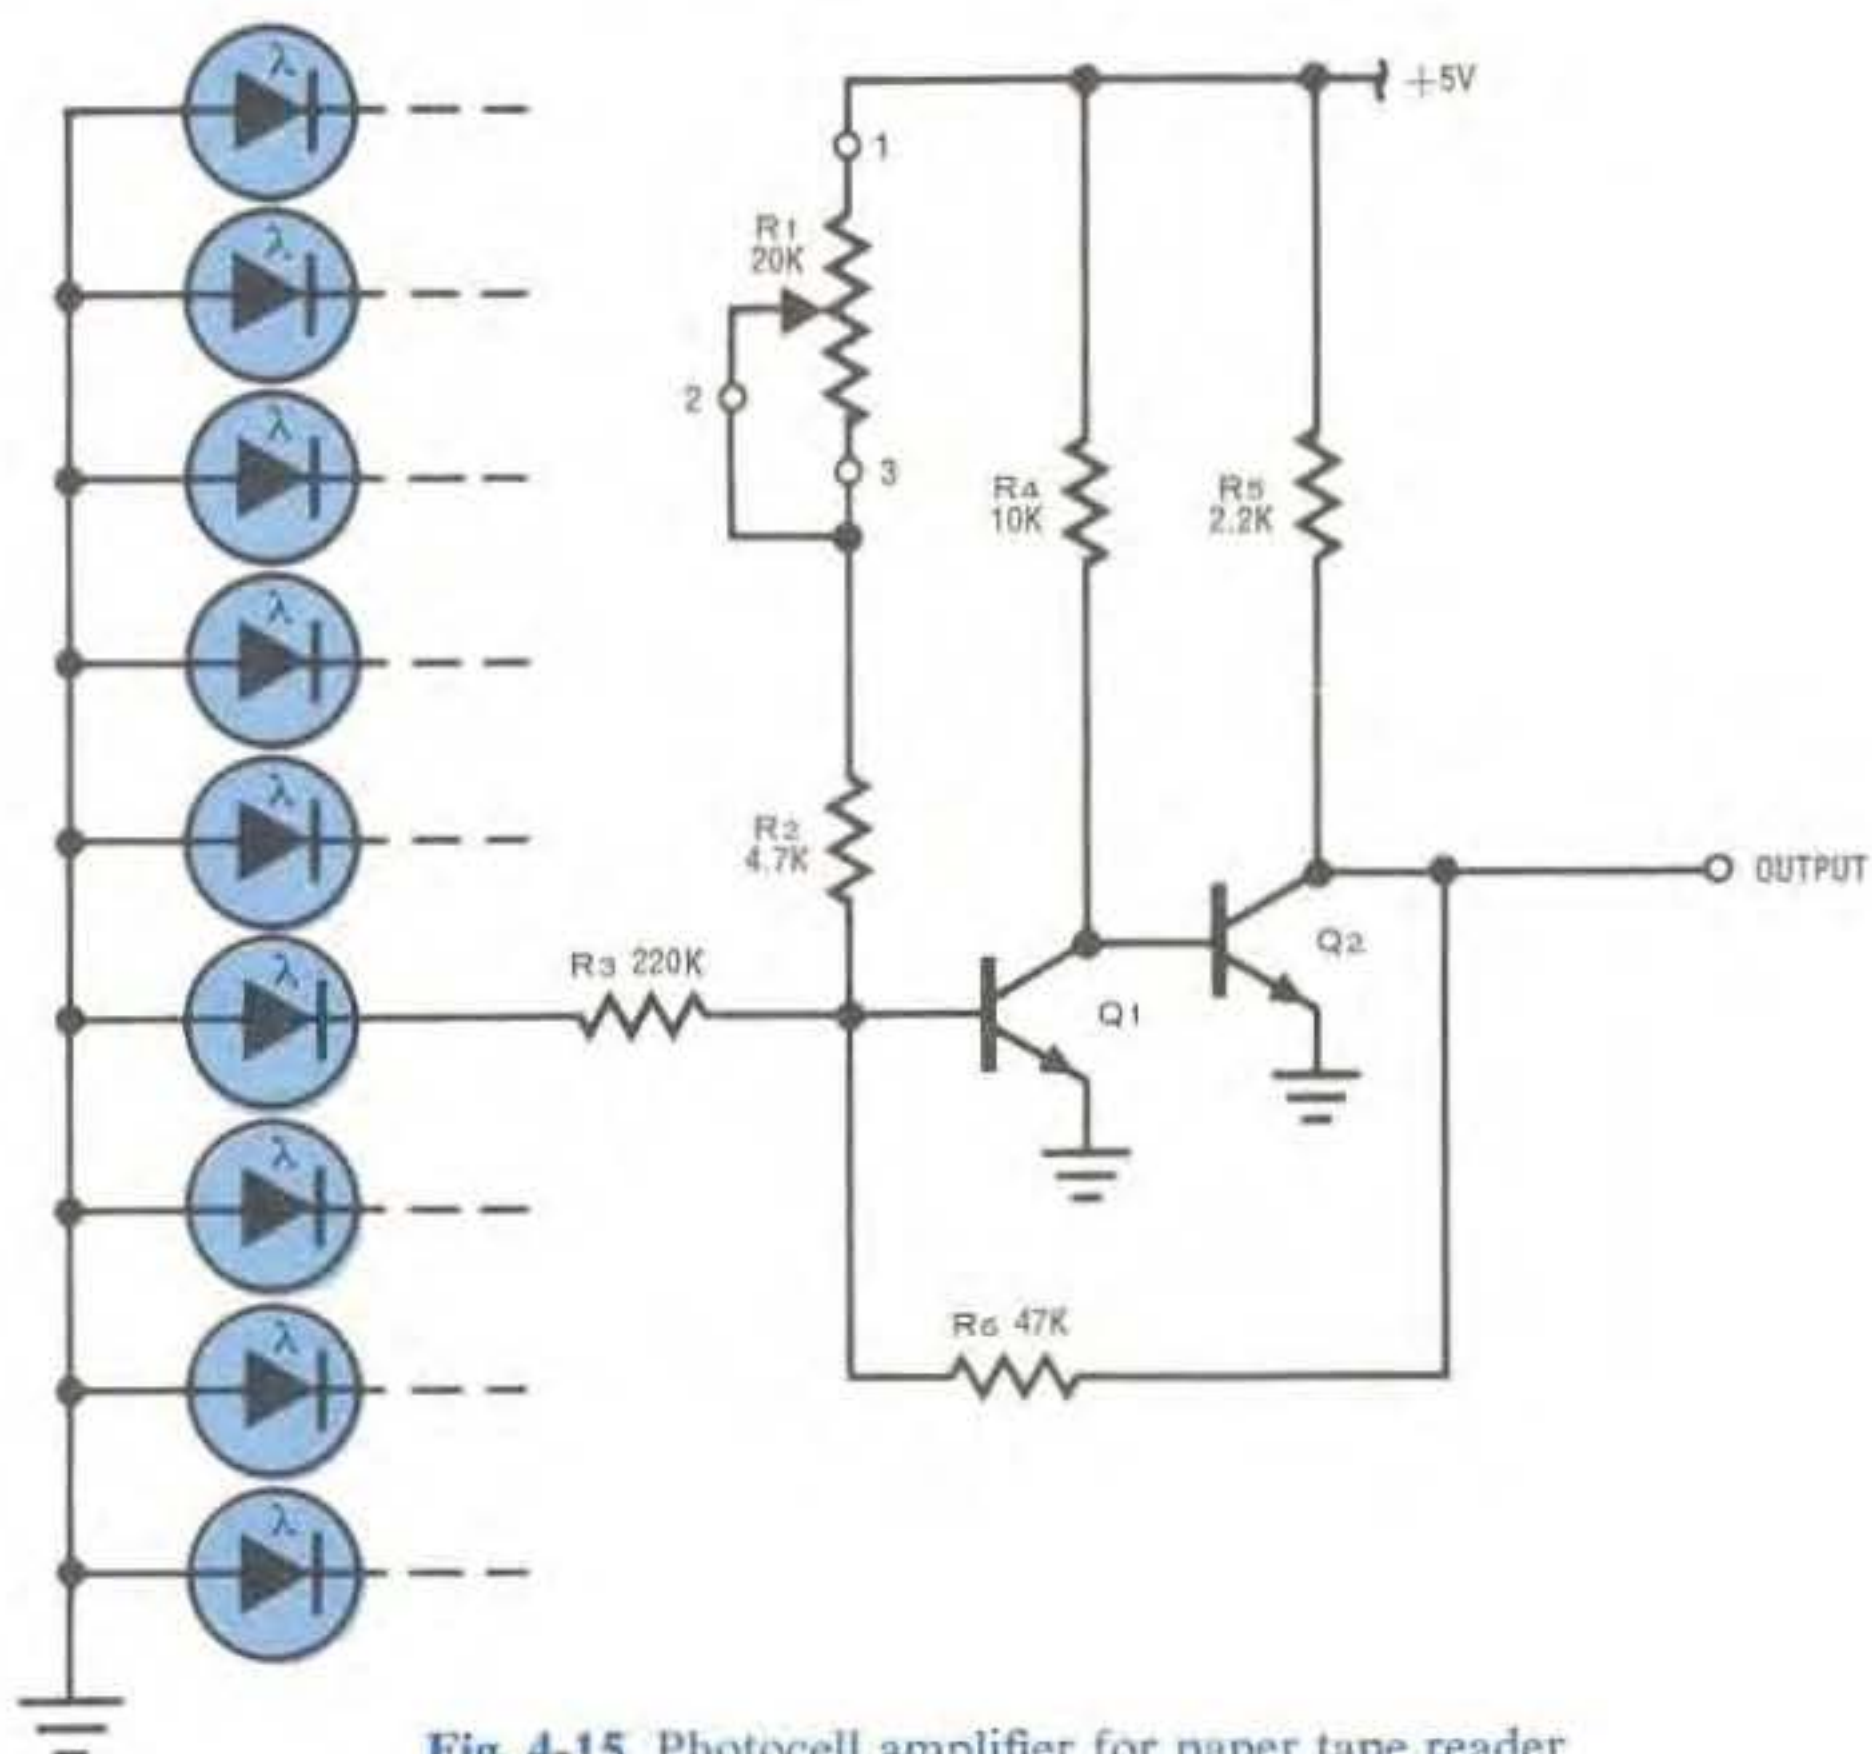 λ
λ
λ
λ
λ
λ
λ
λ
λ
+5V
1
R1
20K
2
3
R4
10K
R5
2.2K
R2
4.7K
OUTPUT
Q2
R3 220K
Q1
R6 47K
Fig. 4-15. Photocell amplifier for paper tape reader